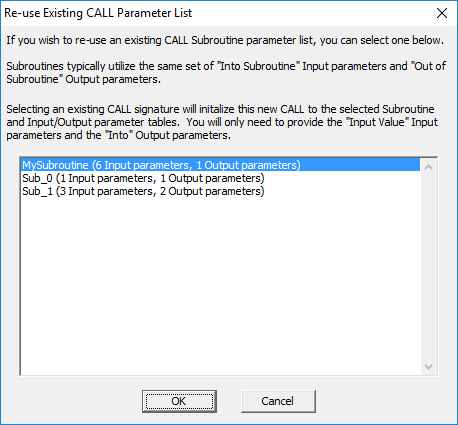 Re-use Existing CALL Parameter List
If you wish to re-use an existing CALL Subroutine parameter list, you can select one below.
Subroutines typically utilize the same set of "Into Subroutine" Input parameters and "Out of
Subroutine" Output parameters.
Selecting an existing CALL signature will initalize this new CALL to the selected Subroutine
and Input/Output parameter tables.  You will only need to provide the "Input Value" Input
parameters and the "Into" Output parameters.
MySubroutine (6 Input parameters, 1 Output parameters)
Sub_0 (1 Input parameters, 1 Output parameters)
Sub_1 (3 Input parameters, 2 Output parameters)
OK
Cancel